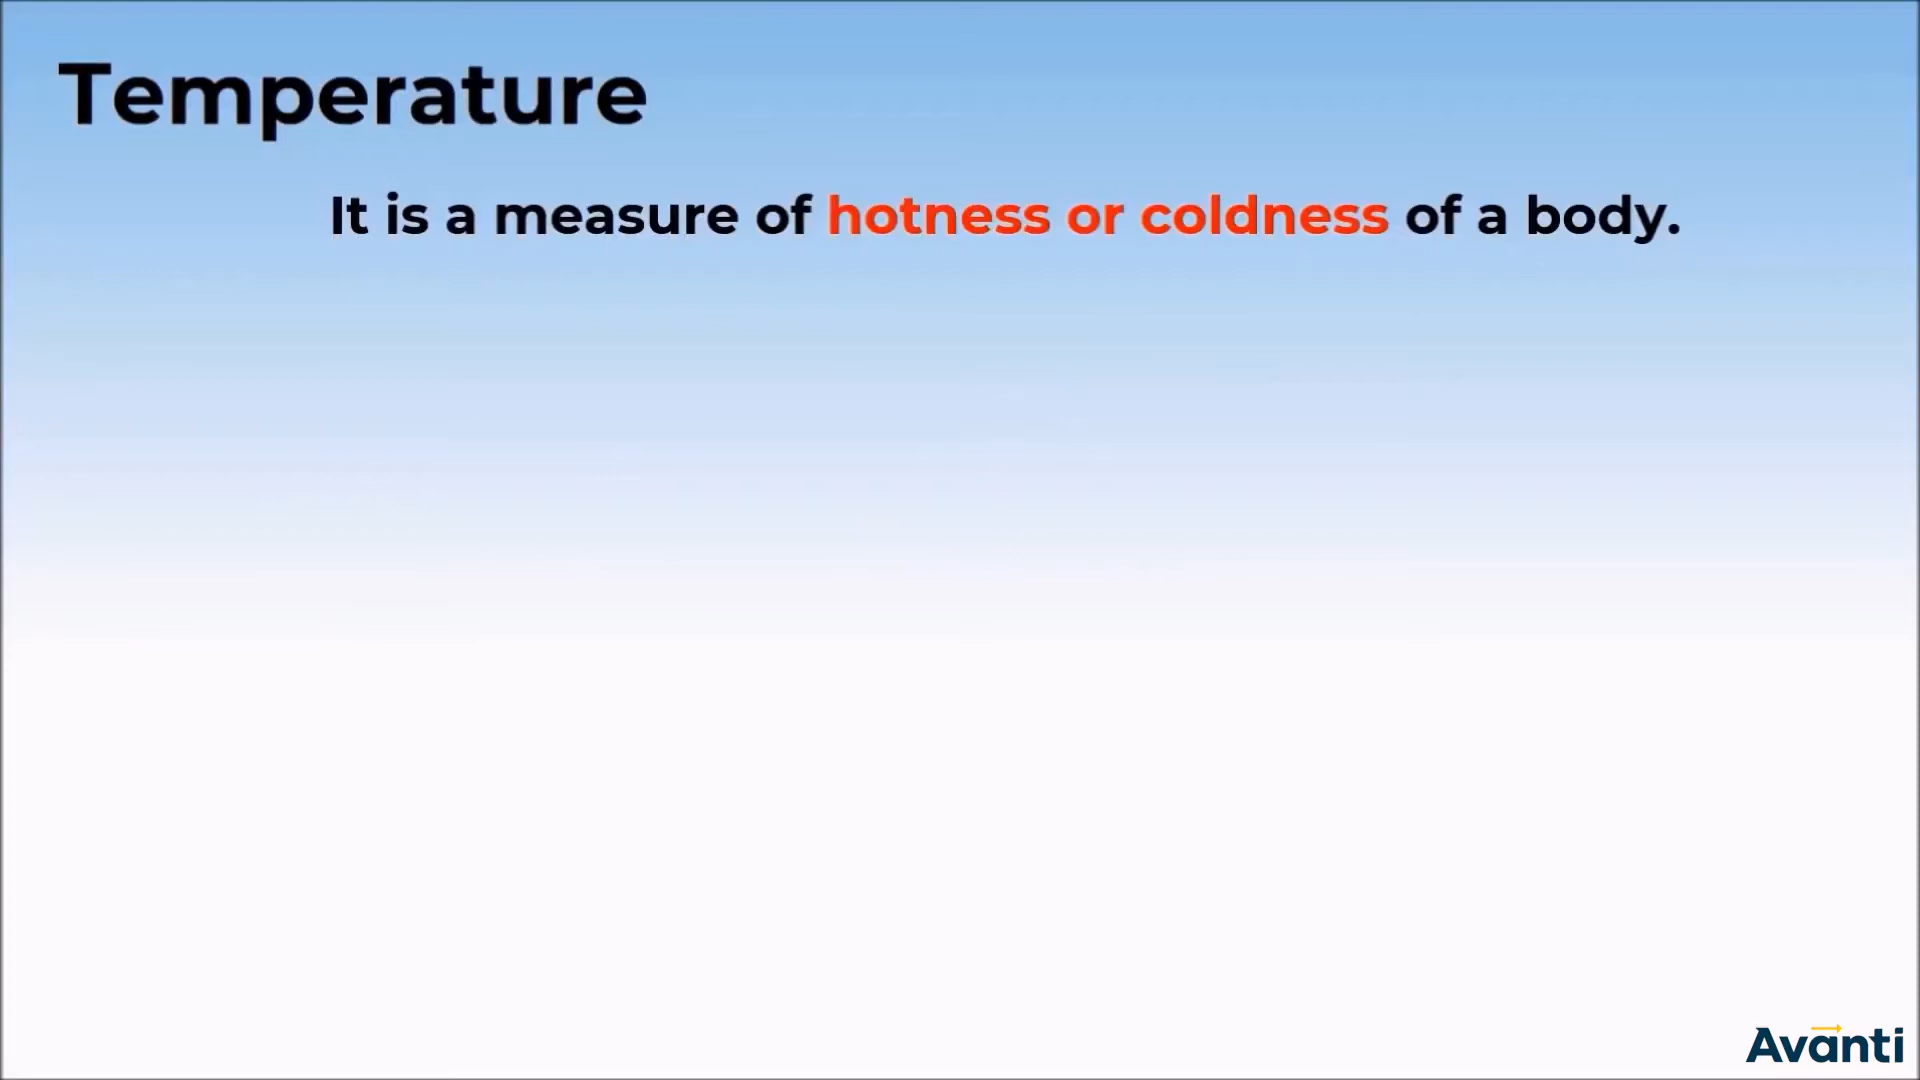 Temperature
It is a measure of hotness or coldness of a body.
Avanti